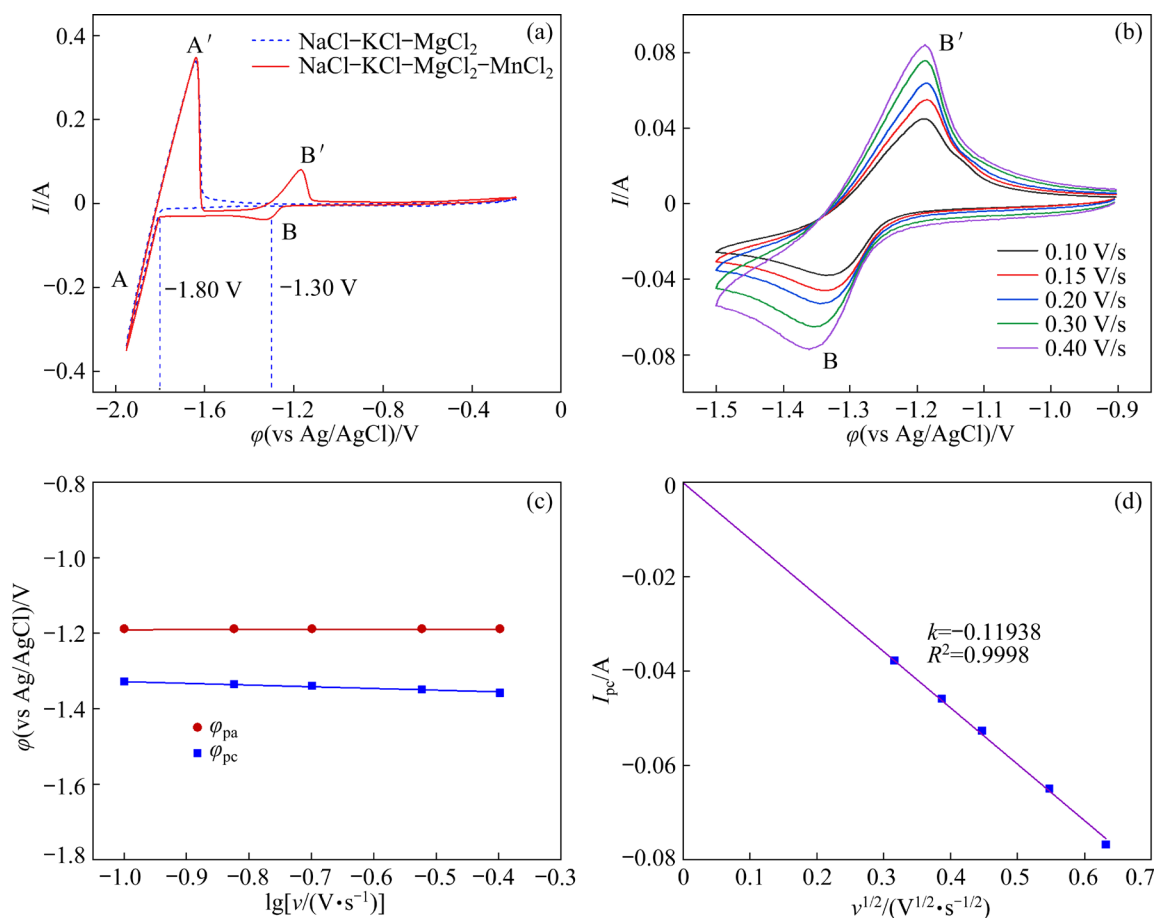 (a)
NaCl−KCl−MgCl₂
NaCl−KCl−MgCl₂−MnCl₂
A′
B′
B
A
−1.80 V
−1.30 V
0.4
0.2
0
−0.2
−0.4
I/A
−2.0 −1.6 −1.2 −0.8 −0.4 0
φ(vs Ag/AgCl)/V
(b)
B′
B
0.10 V/s
0.15 V/s
0.20 V/s
0.30 V/s
0.40 V/s
0.08
0.04
0
−0.04
−0.08
I/A
−1.5 −1.4 −1.3 −1.2 −1.1 −1.0 −0.9
φ(vs Ag/AgCl)/V
(c)
φpa
φpc
−0.8
−1.0
−1.2
−1.4
−1.6
−1.8
φ(vs Ag/AgCl)/V
−1.0 −0.9 −0.8 −0.7 −0.6 −0.5 −0.4 −0.3
lg[v/(V•s⁻¹)]
(d)
k=−0.11938
R²=0.9998
0
−0.02
−0.04
−0.06
−0.08
Ipc/A
0 0.1 0.2 0.3 0.4 0.5 0.6 0.7
v1/2/(V1/2•s−1/2)